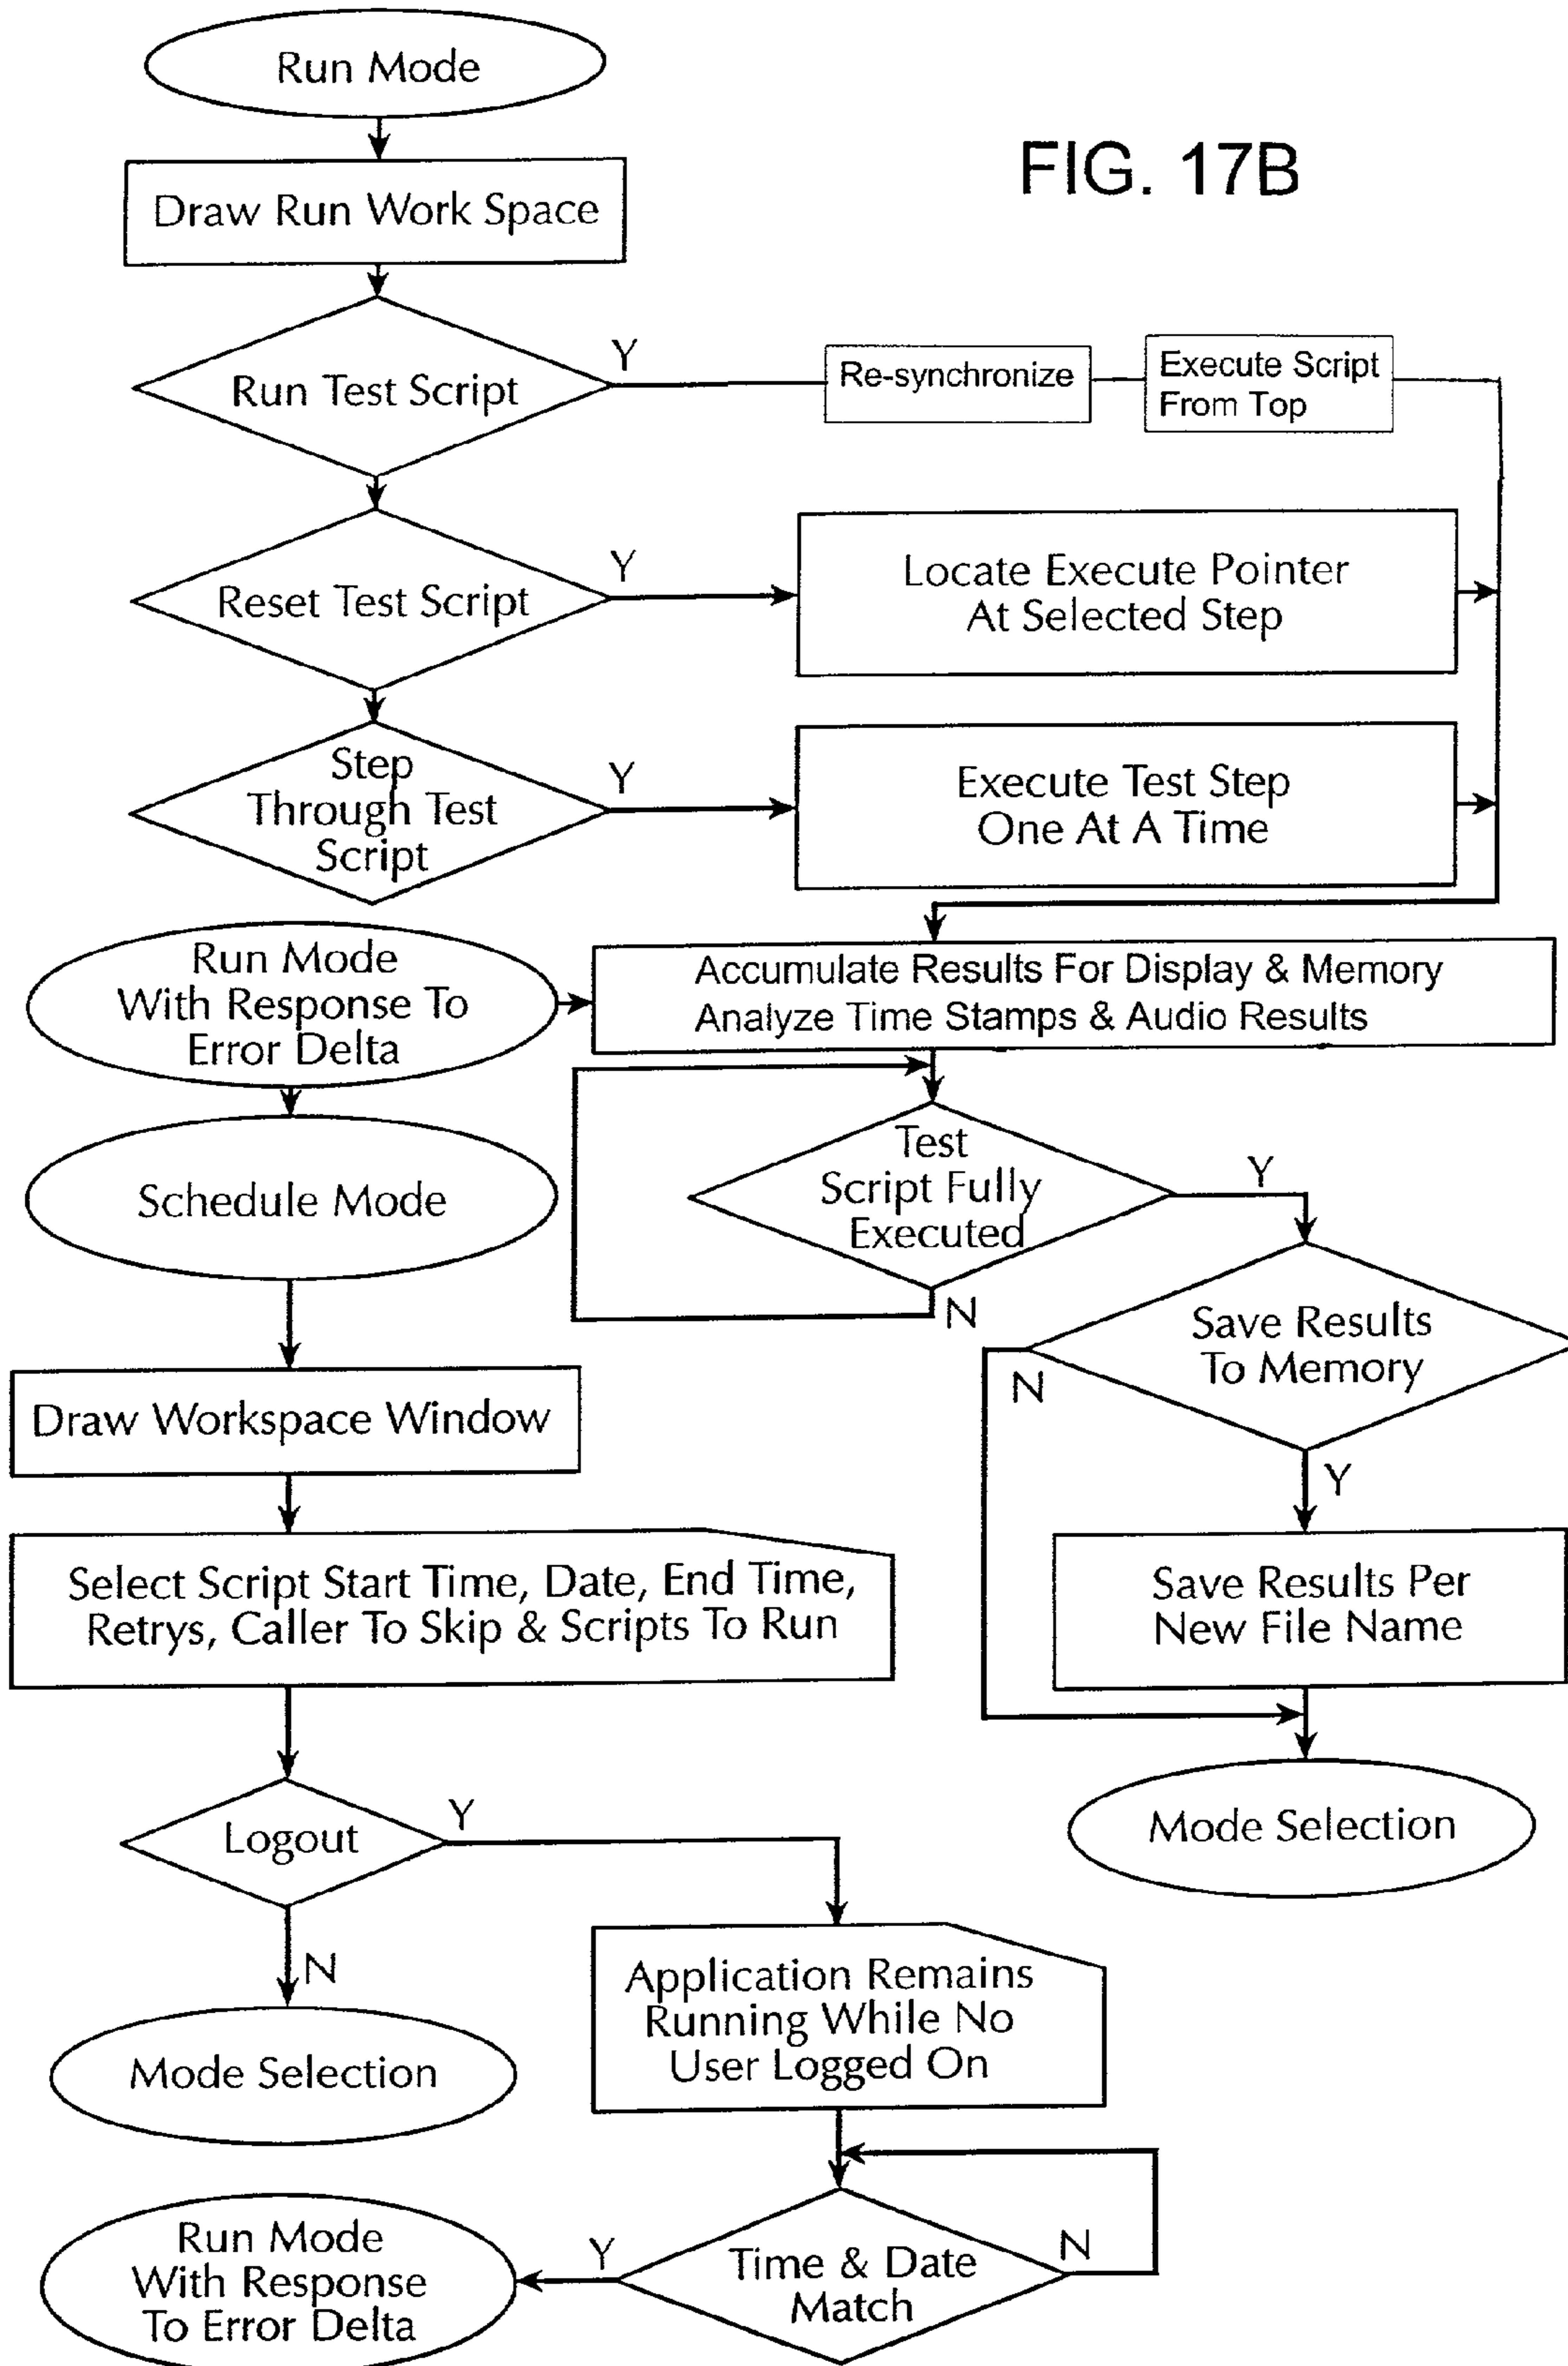 Run Mode
FIG. 17B
Draw Run Work Space
Run Test Script
Y
Re-synchronize
Execute Script
From Top
Reset Test Script
Y
Locate Execute Pointer
At Selected Step
Step
Through Test
Script
Y
Execute Test Step
One At A Time
Run Mode
With Response To
Error Delta
Accumulate Results For Display & Memory
Analyze Time Stamps & Audio Results
Schedule Mode
Test
Script Fully
Executed
Y
N
Save Results
To Memory
N
Y
Draw Workspace Window
Select Script Start Time, Date, End Time,
Retrys, Caller To Skip & Scripts To Run
Save Results Per
New File Name
Mode Selection
Logout
Y
N
Application Remains
Running While No
User Logged On
Mode Selection
Time & Date
Match
N
Y
Run Mode
With Response
To Error Delta